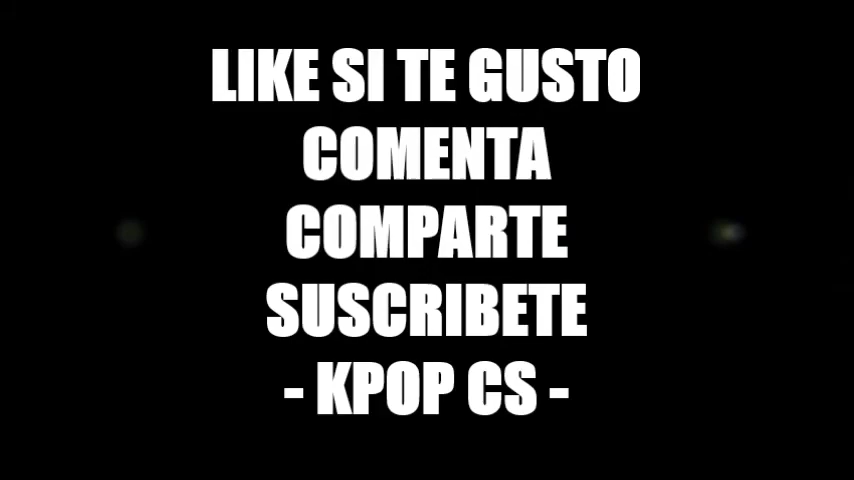 LIKE SI TE GUSTO
COMENTA
COMPARTE
SUSCRIBETE
- KPOP CS -